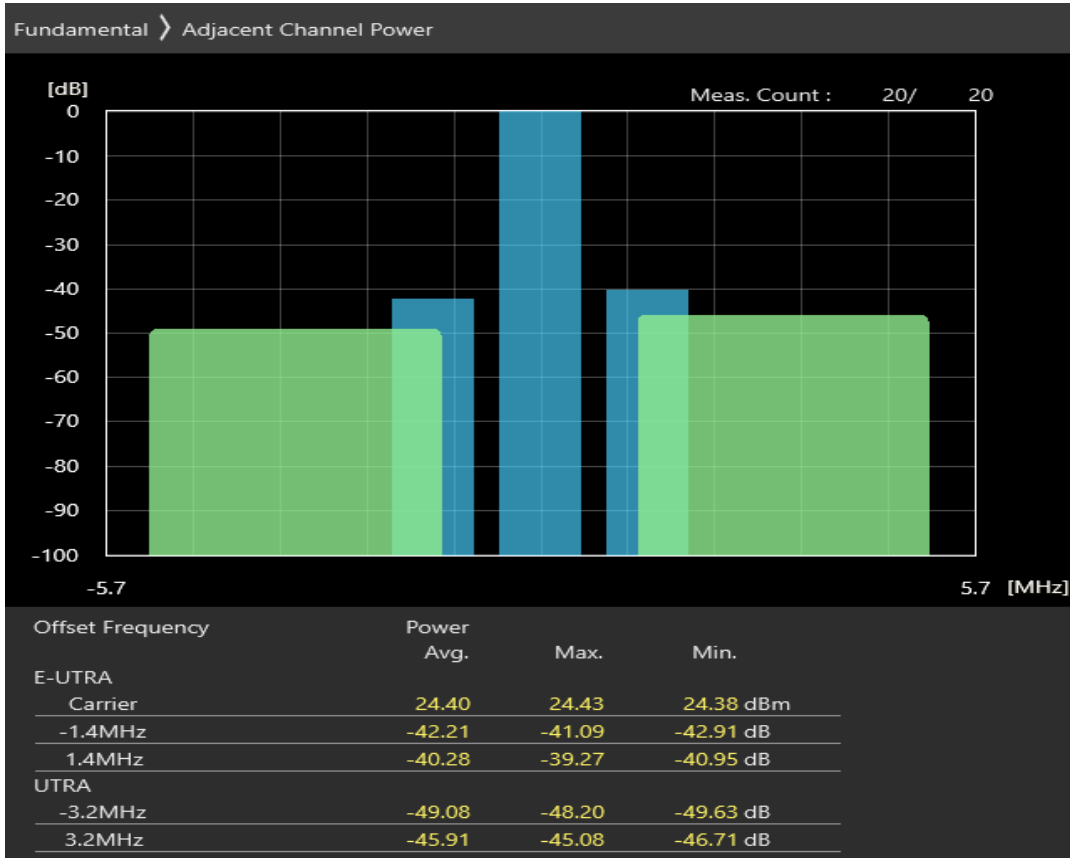 Fundamental 〉 Adjacent Channel Power
[dB]
Meas. Count : 20/ 20
0
-10
-20
-30
-40
-50
-60
-70
-80
-90
-100
-5.7 5.7 [MHz]
Offset Frequency Power
Avg. Max. Min.
E-UTRA
Carrier 24.40 24.43 24.38 dBm
-1.4MHz -42.21 -41.09 -42.91 dB
1.4MHz -40.28 -39.27 -40.95 dB
UTRA
-3.2MHz -49.08 -48.20 -49.63 dB
3.2MHz -45.91 -45.08 -46.71 dB